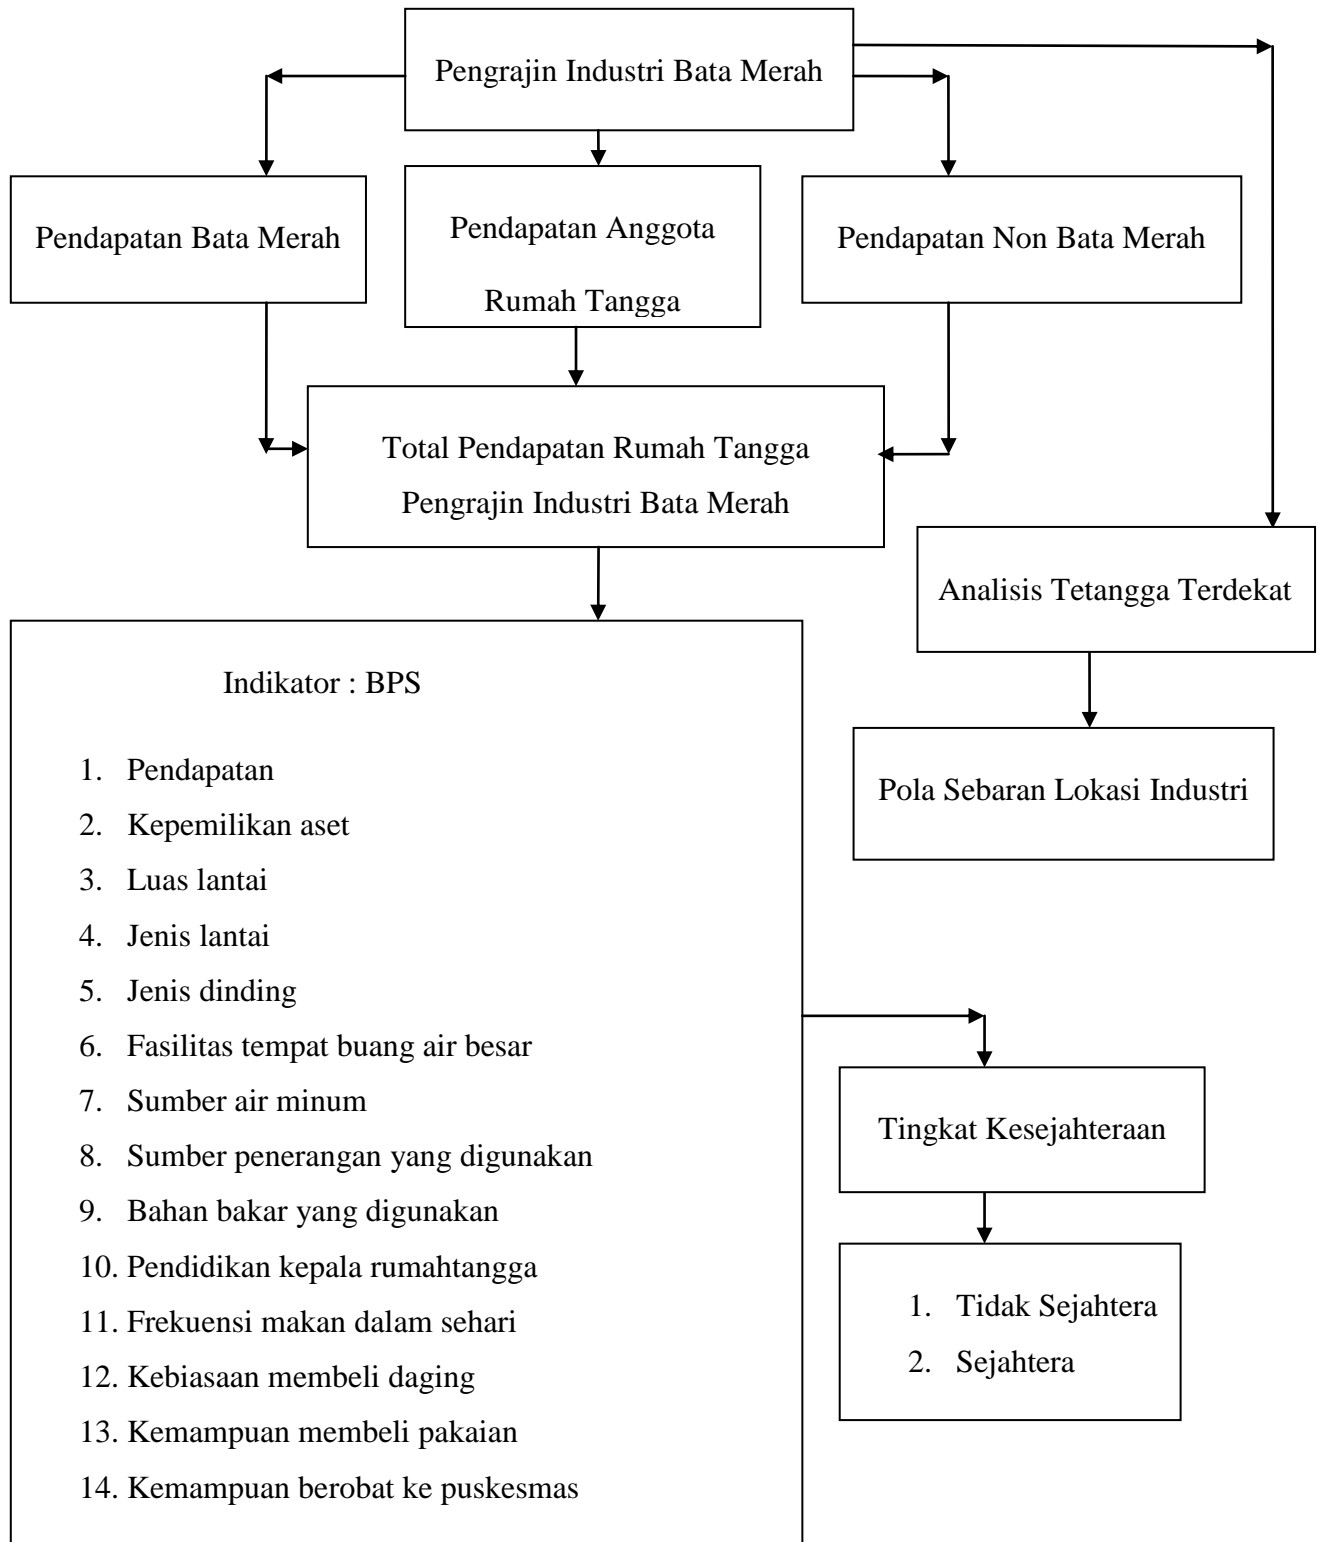 Pengrajin Industri Bata Merah
Pendapatan Bata Merah
Pendapatan Anggota
Rumah Tangga
Pendapatan Non Bata Merah
Total Pendapatan Rumah Tangga
Pengrajin Industri Bata Merah
Analisis Tetangga Terdekat
Pola Sebaran Lokasi Industri
Indikator : BPS
1. Pendapatan
2. Kepemilikan aset
3. Luas lantai
4. Jenis lantai
5. Jenis dinding
6. Fasilitas tempat buang air besar
7. Sumber air minum
8. Sumber penerangan yang digunakan
9. Bahan bakar yang digunakan
10. Pendidikan kepala rumahtangga
11. Frekuensi makan dalam sehari
12. Kebiasaan membeli daging
13. Kemampuan membeli pakaian
14. Kemampuan berobat ke puskesmas
Tingkat Kesejahteraan
1. Tidak Sejahtera
2. Sejahtera